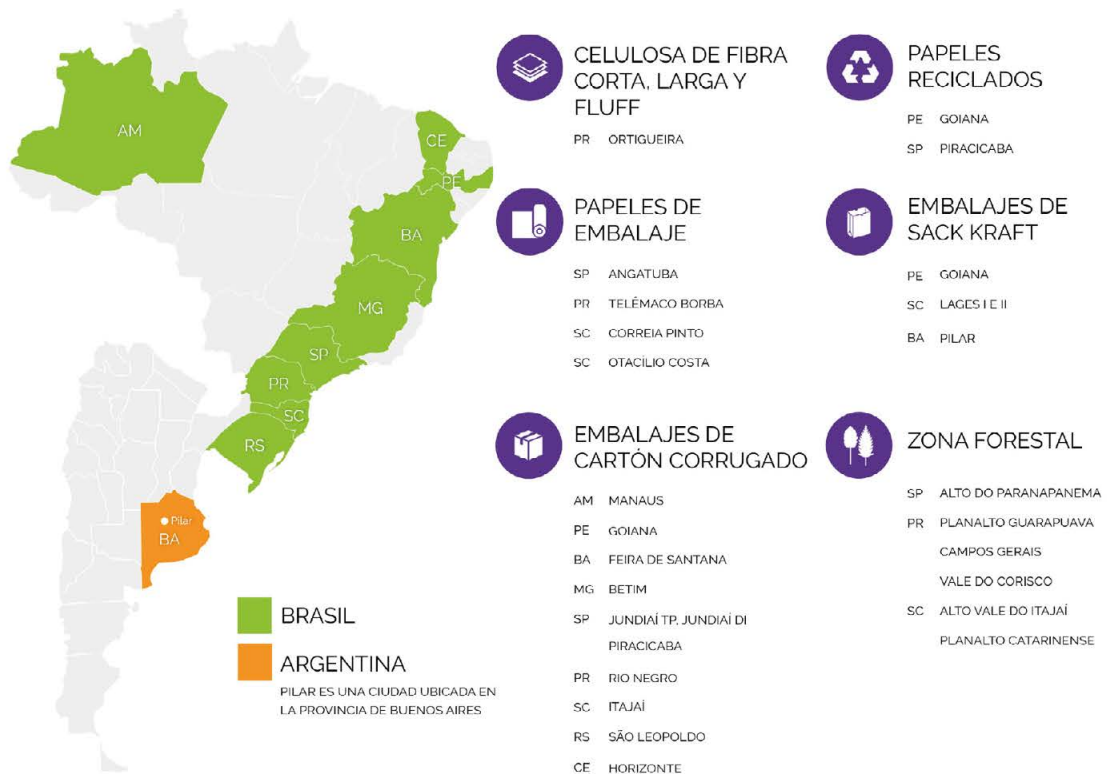 AM
CE
PE
BA
MG
SP
PR
SC
RS
Pilar
BA
BRASIL
ARGENTINA
PILAR ES UNA CIUDAD UBICADA EN
LA PROVINCIA DE BUENOS AIRES
CELULOSA DE FIBRA
CORTA, LARGA Y
FLUFF
PR ORTIGUEIRA
PAPELES DE
EMBALAJE
SP ANGATUBA
PR TELÊMACO BORBA
SC CORREIA PINTO
SC OTACÍLIO COSTA
EMBALAJES DE
CARTÓN CORRUGADO
AM MANAUS
PE GOIANA
BA FEIRA DE SANTANA
MG BETIM
SP JUNDIAÍ TP, JUNDIAÍ DI
PIRACICABA
PR RIO NEGRO
SC ITAJAÍ
RS SÃO LEOPOLDO
CE HORIZONTE
PAPELES
RECICLADOS
PE GOIANA
SP PIRACICABA
EMBALAJES DE
SACK KRAFT
PE GOIANA
SC LAGES I E II
BA PILAR
ZONA FORESTAL
SP ALTO DO PARANAPANEMA
PR PLANALTO GUARAPUAVA
CAMPOS GERAIS
VALE DO CORISCO
SC ALTO VALE DO ITAJAÍ
PLANALTO CATARINENSE